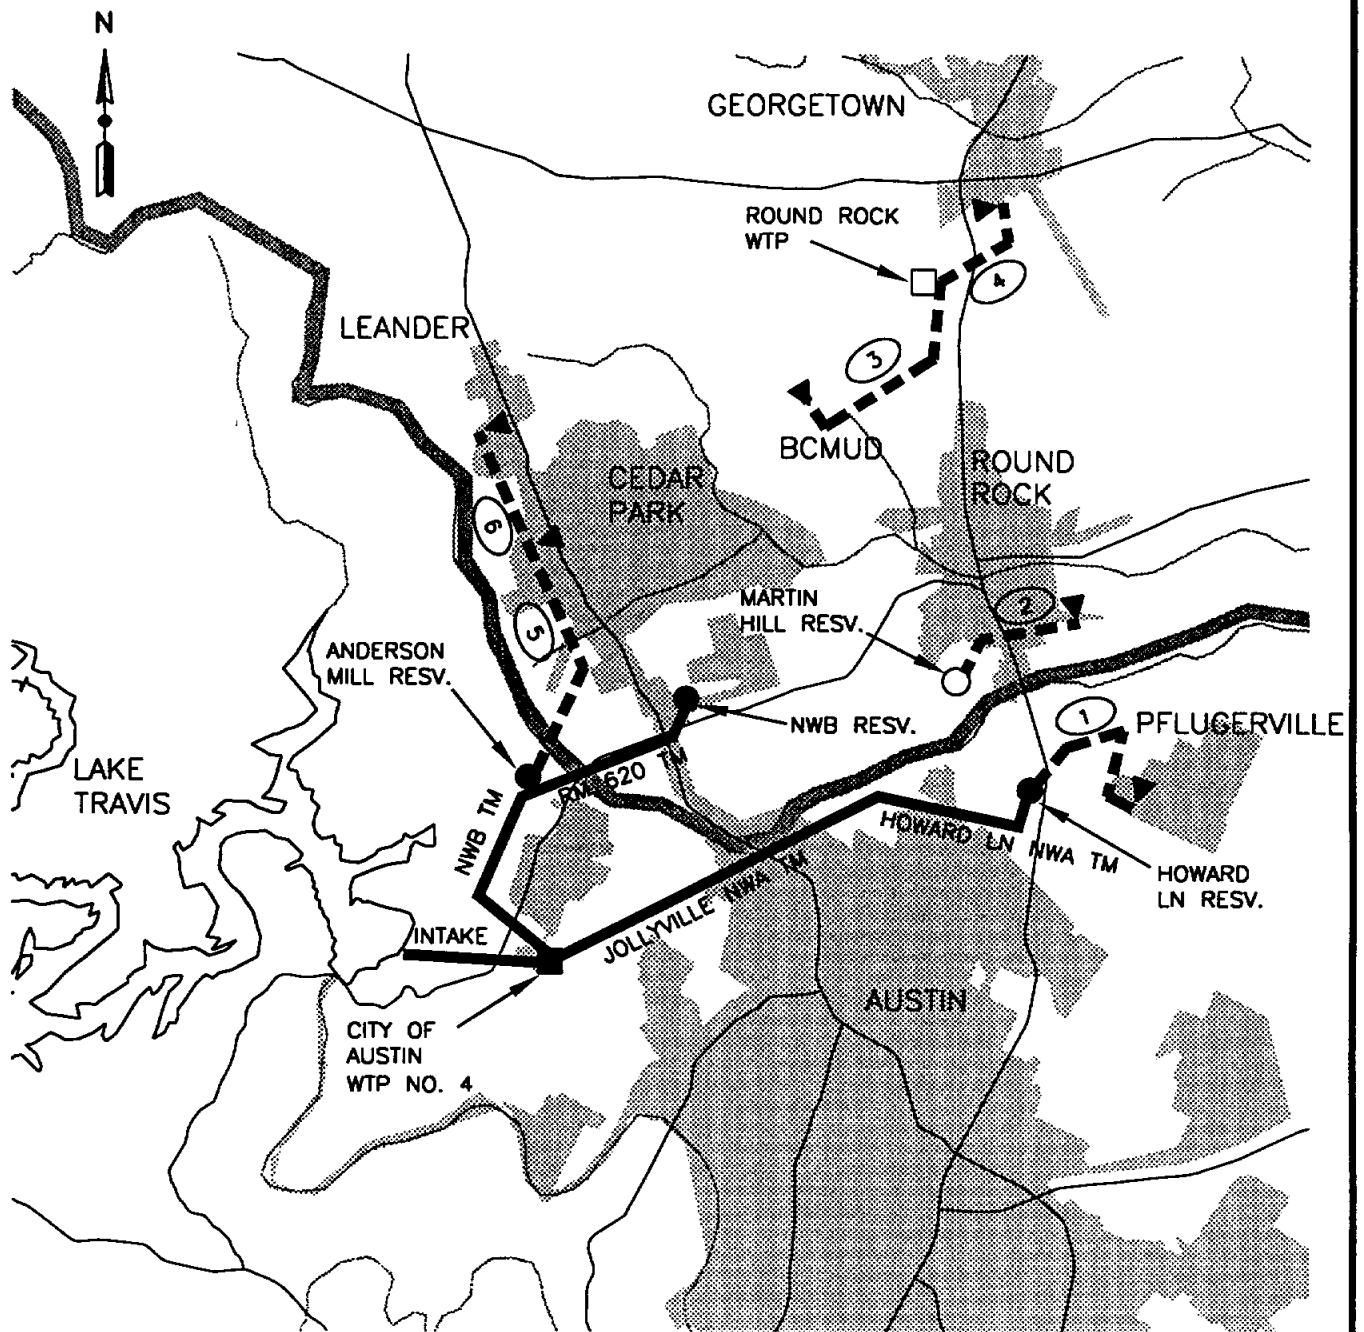 N
GEORGETOWN
ROUND ROCK
WTP
4
LEANDER
3
BCMUD
ROUND
ROCK
CEDAR
PARK
6
MARTIN
HILL RESV.
2
5
ANDERSON
MILL RESV.
NWB RESV.
1
PFLUGERVILLE
LAKE
TRAVIS
RM 620 TM
NWB TM
HOWARD LN NWA TM
HOWARD
LN RESV.
JOLLYVILLE NWA TM
INTAKE
AUSTIN
CITY OF
AUSTIN
WTP NO. 4